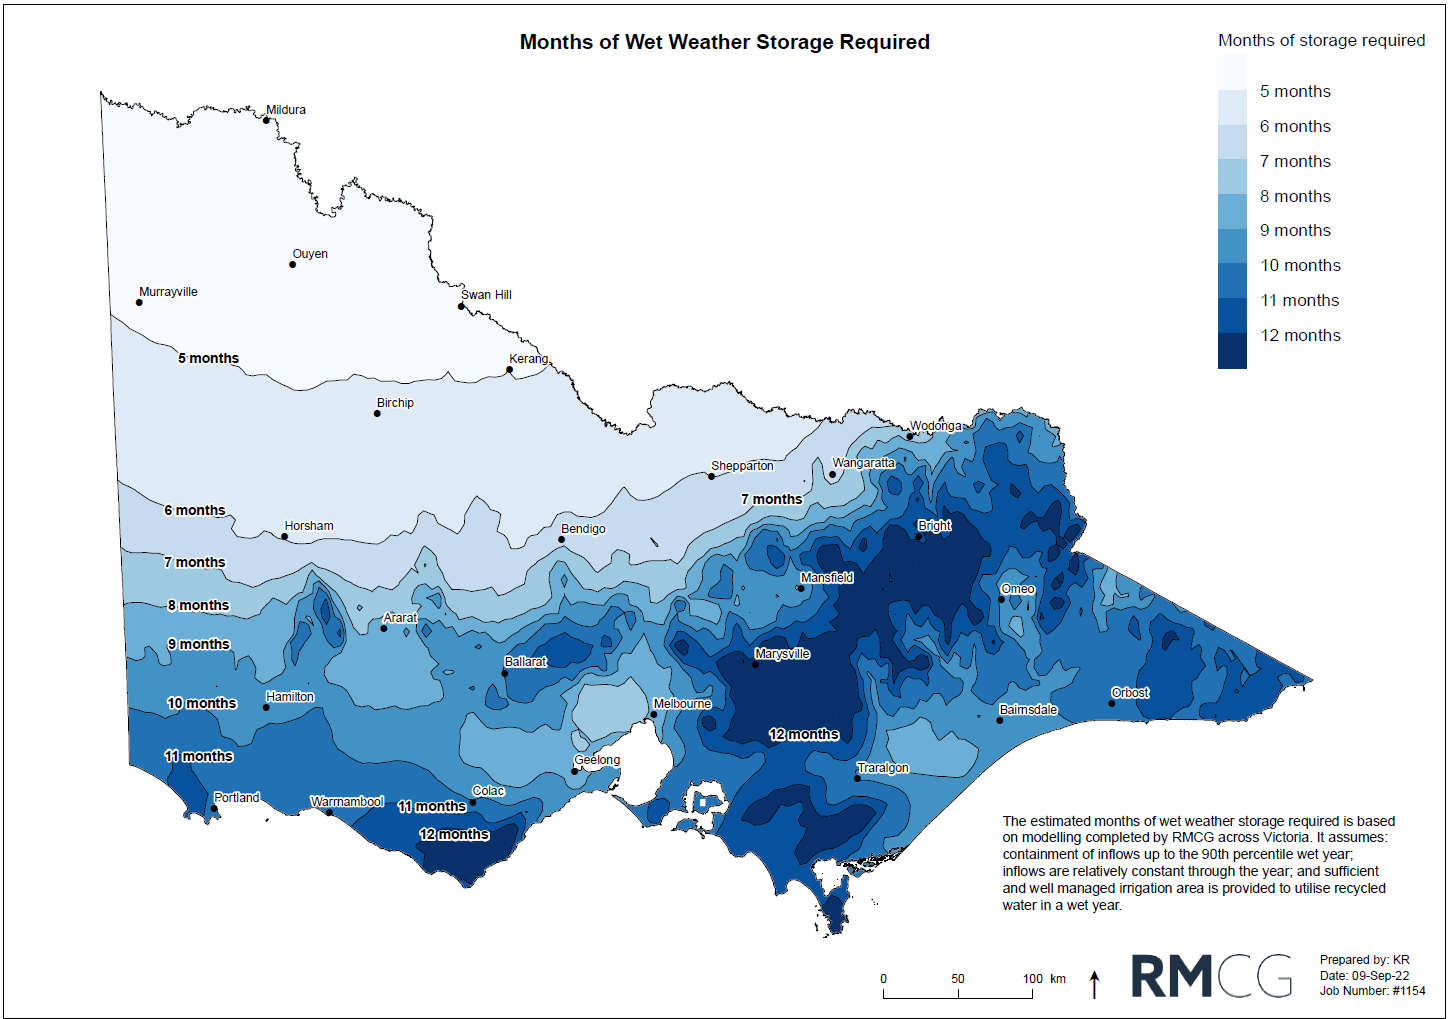 Months of Wet Weather Storage Required
Months of storage required
5 months
6 months
7 months
8 months
9 months
10 months
11 months
12 months
Mildura
Ouyen
Murrayville
Swan Hill
5 months
Kerang
Birchip
Wodonga
Shepparton
Wangaratta
7 months
6 months
Horsham
Bendigo
Bright
7 months
Mansfield
Omeo
8 months
Ararat
9 months
Marysville
Ballarat
Hamilton
10 months
Melbourne
Orbost
Bairnsdale
12 months
11 months
Geelong
Traralgon
Portland
Warrnambool
11 months
Colac
12 months
The estimated months of wet weather storage required is based
on modelling completed by RMCG across Victoria. It assumes:
containment of inflows up to the 90th percentile wet year;
inflows are relatively constant through the year; and sufficient
and well managed irrigation area is provided to utilise recycled
water in a wet year.
0 50 100 km
RMCG
Prepared by: KR
Date: 09-Sep-22
Job Number: #1154